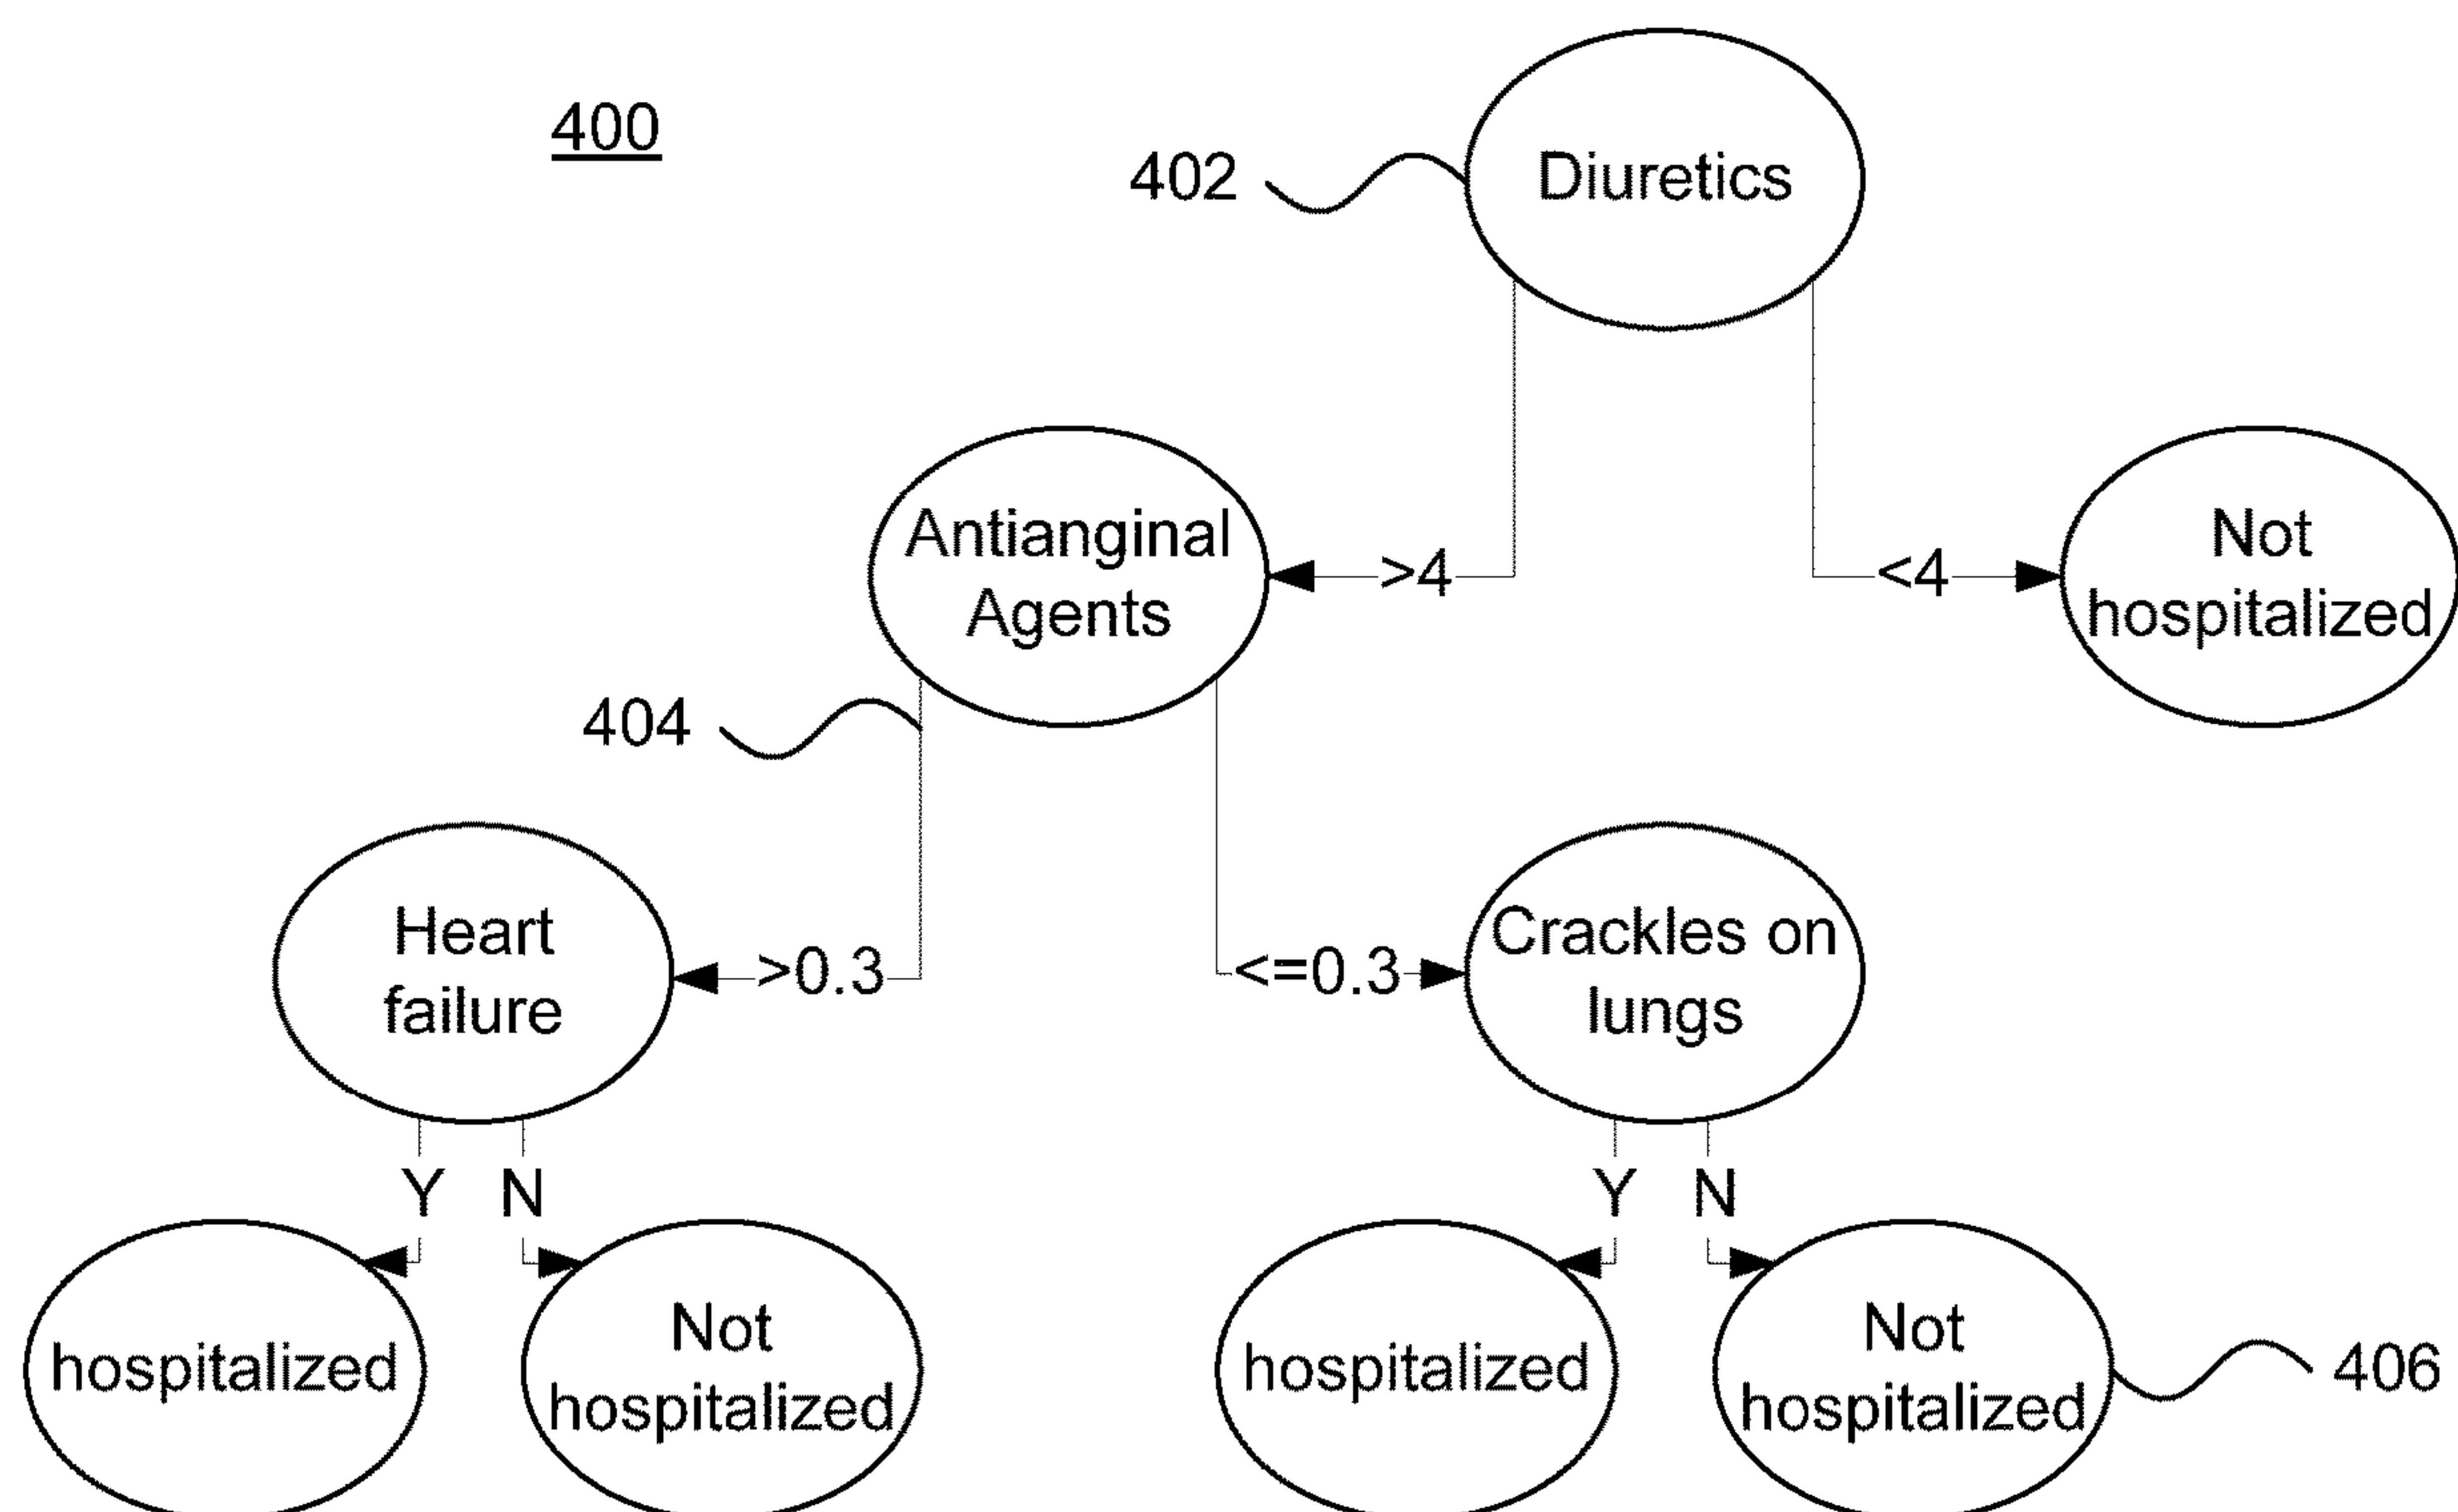 400
402
Diuretics
Antianginal
Agents
>4
<4
Not
hospitalized
404
Heart
failure
>0.3
<=0.3
Crackles on
lungs
Y
N
Y
N
hospitalized
Not
hospitalized
hospitalized
Not
hospitalized
406